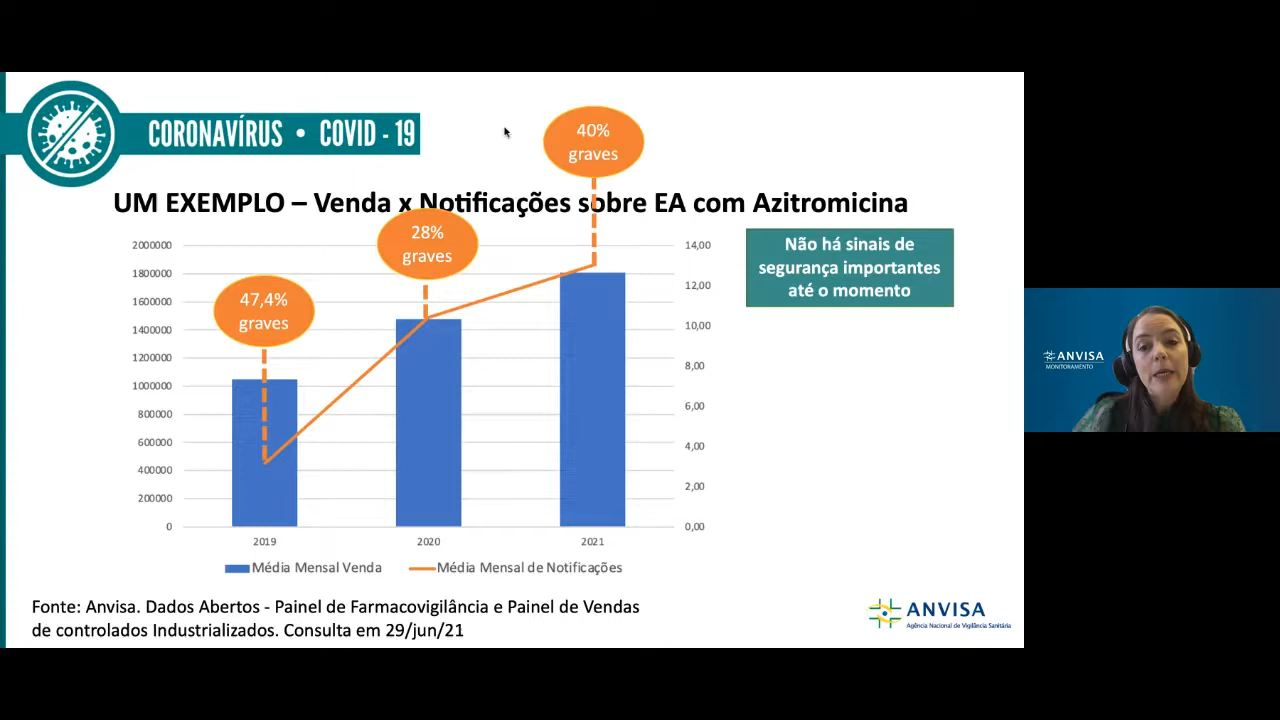 CORONAVÍRUS • COVID - 19
40%
graves
UM EXEMPLO – Venda x Notificações sobre EA com Azitromicina
28%
graves
47,4%
graves
Não há sinais de
segurança importantes
até o momento
2000000
1800000
1600000
1400000
1200000
1000000
800000
600000
400000
200000
0
14,00
12,00
10,00
8,00
6,00
4,00
2,00
0,00
2019
2020
2021
Média Mensal Venda
Média Mensal de Notificações
Fonte: Anvisa. Dados Abertos - Painel de Farmacovigilância e Painel de Vendas
de controlados Industrializados. Consulta em 29/jun/21
ANVISA
Agência Nacional de Vigilância Sanitária
ANVISA
MONITORAMENTO